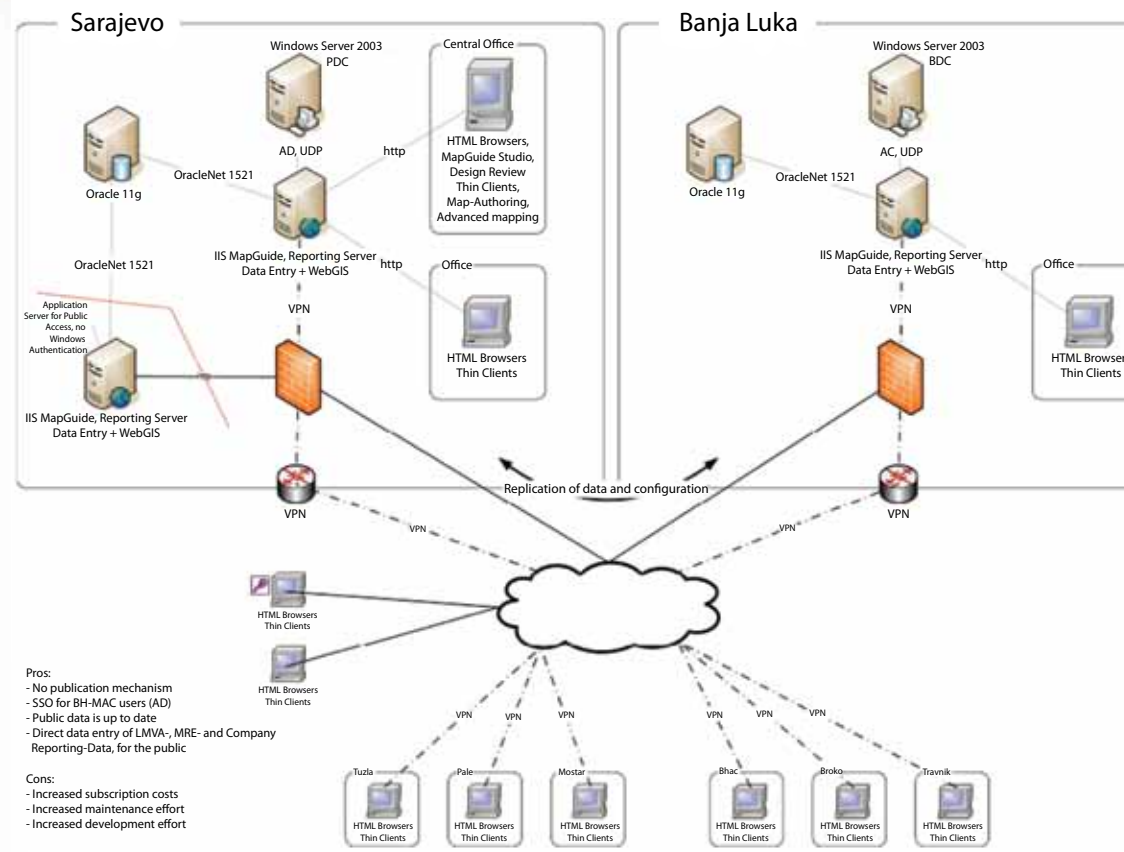 Sarajevo
Windows Server 2003
PDC
AD, UDP
Oracle 11g
OracleNet 1521
http
Central Office
HTML Browsers,
MapGuide Studio,
Design Review
Thin Clients,
Map-Authoring,
Advanced mapping
IIS MapGuide, Reporting Server
Data Entry + WebGIS
OracleNet 1521
http
Office
HTML Browsers
Thin Clients
VPN
Application
Server for Public
Access, no
Windows
Authentication
IIS MapGuide, Reporting Server
Data Entry + WebGIS
VPN
Banja Luka
Windows Server 2003
BDC
AC, UDP
Oracle 11g
OracleNet 1521
IIS MapGuide, Reporting Server
Data Entry + WebGIS
http
Office
HTML Browser
Thin Clients
VPN
VPN
Replication of data and configuration
VPN
VPN
HTML Browsers
Thin Clients
HTML Browsers
Thin Clients
Pros:
- No publication mechanism
- SSO for BH-MAC users (AD)
- Public data is up to date
- Direct data entry of LMVA-, MRE- and Company
Reporting-Data, for the public
Cons:
- Increased subscription costs
- Increased maintenance effort
- Increased development effort
VPN
VPN
VPN
VPN
VPN
VPN
Tuzla
HTML Browsers
Thin Clients
Pale
HTML Browsers
Thin Clients
Mostar
HTML Browsers
Thin Clients
Bhac
HTML Browsers
Thin Clients
Broko
HTML Browsers
Thin Clients
Travnik
HTML Browsers
Thin Clients